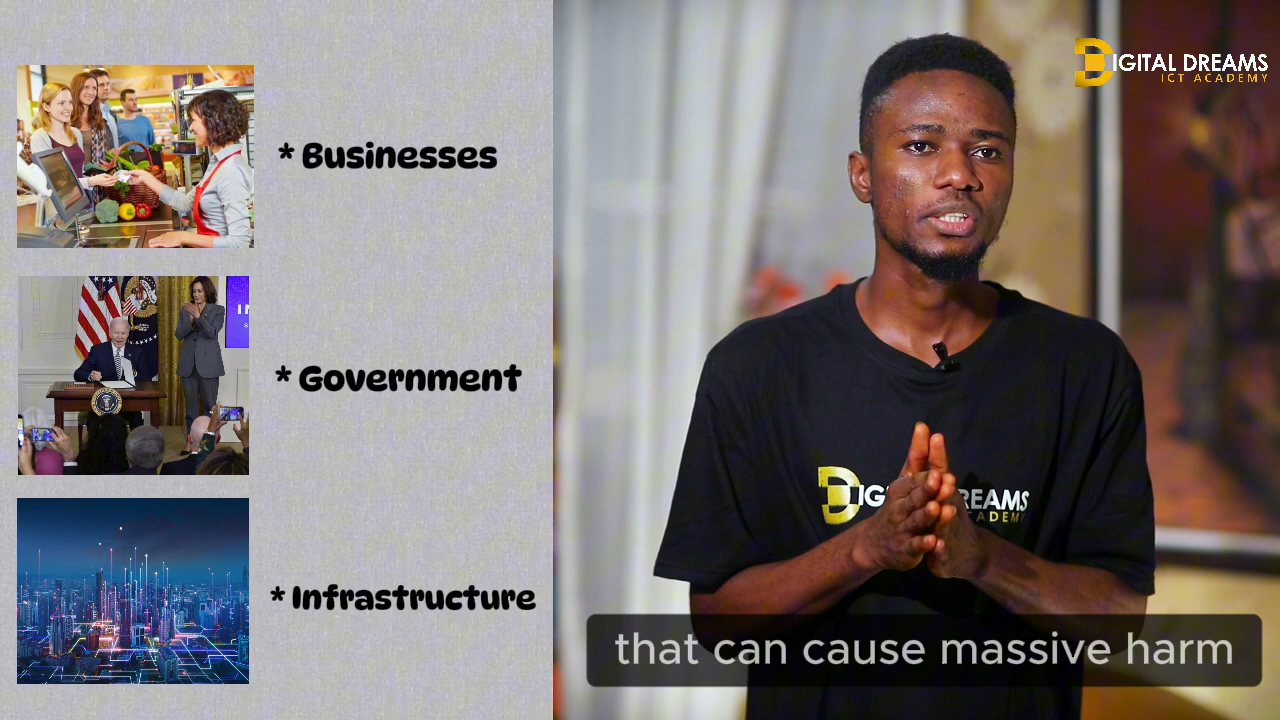 * Businesses
* Government
* Infrastructure
DIGITAL DREAMS
ICT ACADEMY
that can cause massive harm